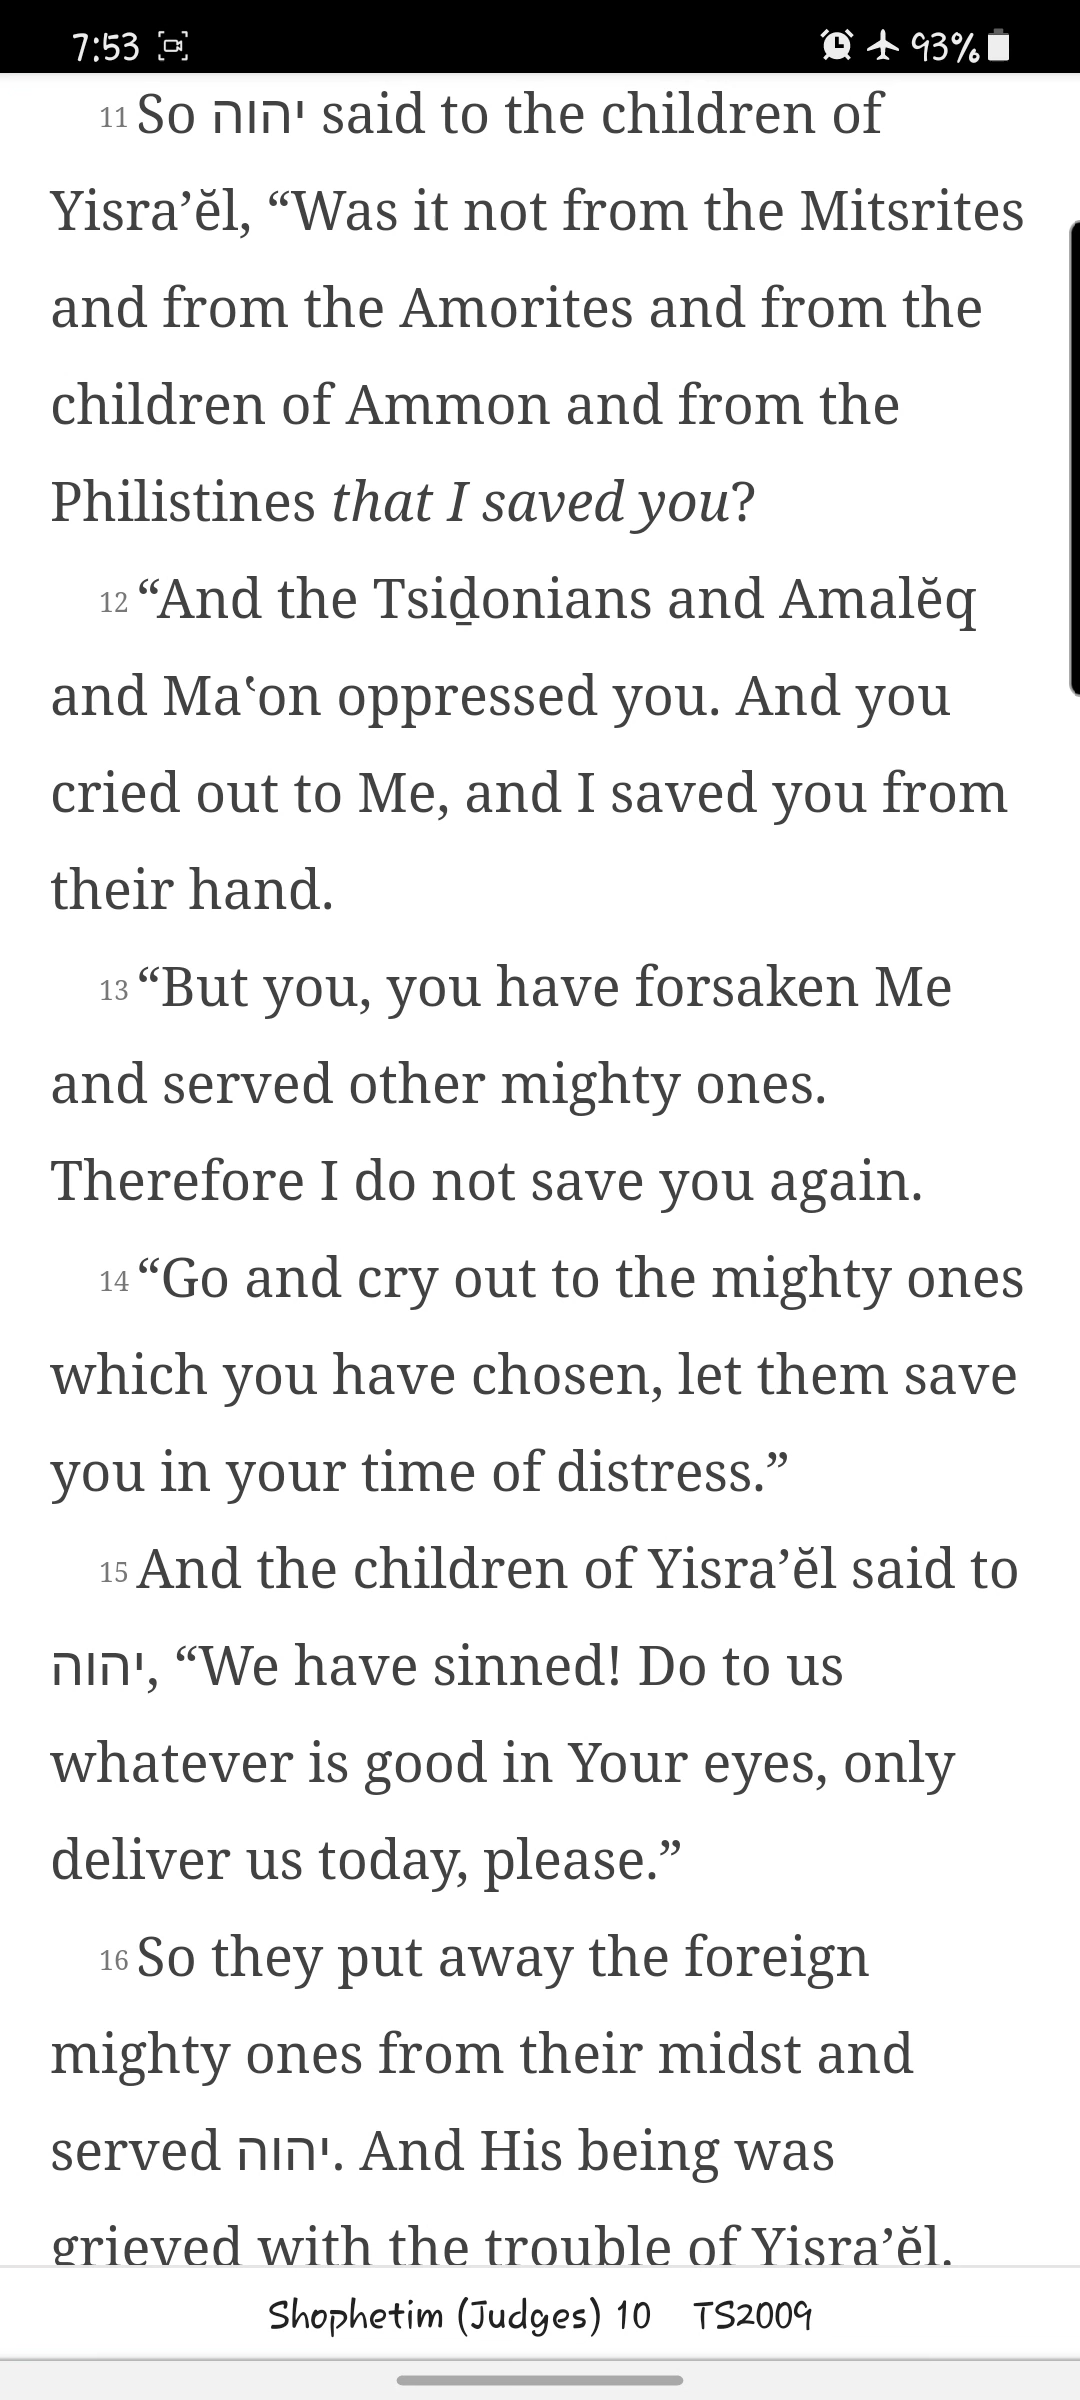 7:53 93%
11 So יהוה said to the children of
Yisra’ĕl, “Was it not from the Mitsrites
and from the Amorites and from the
children of Ammon and from the
Philistines that I saved you?
12 “And the Tsiḏonians and Amalĕq
and Maʽon oppressed you. And you
cried out to Me, and I saved you from
their hand.
13 “But you, you have forsaken Me
and served other mighty ones.
Therefore I do not save you again.
14 “Go and cry out to the mighty ones
which you have chosen, let them save
you in your time of distress.”
15 And the children of Yisra’ĕl said to
יהוה, “We have sinned! Do to us
whatever is good in Your eyes, only
deliver us today, please.”
16 So they put away the foreign
mighty ones from their midst and
served יהוה. And His being was
grieved with the trouble of Yisra’ĕl.
Shophetim (Judges) 10 TS2009